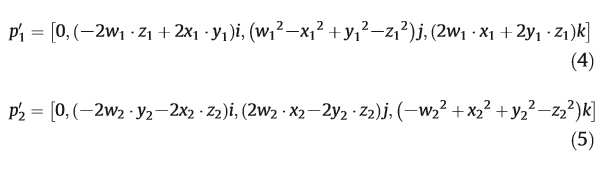 p′₁ = [0, (−2w₁ · z₁ + 2x₁ · y₁)i, (w₁²−x₁² + y₁²−z₁²)j, (2w₁ · x₁ + 2y₁ · z₁)k]
(4)
p′₂ = [0, (−2w₂ · y₂−2x₂ · z₂)i, (2w₂ · x₂−2y₂ · z₂)j, (−w₂² + x₂² + y₂²−z₂²)k]
(5)